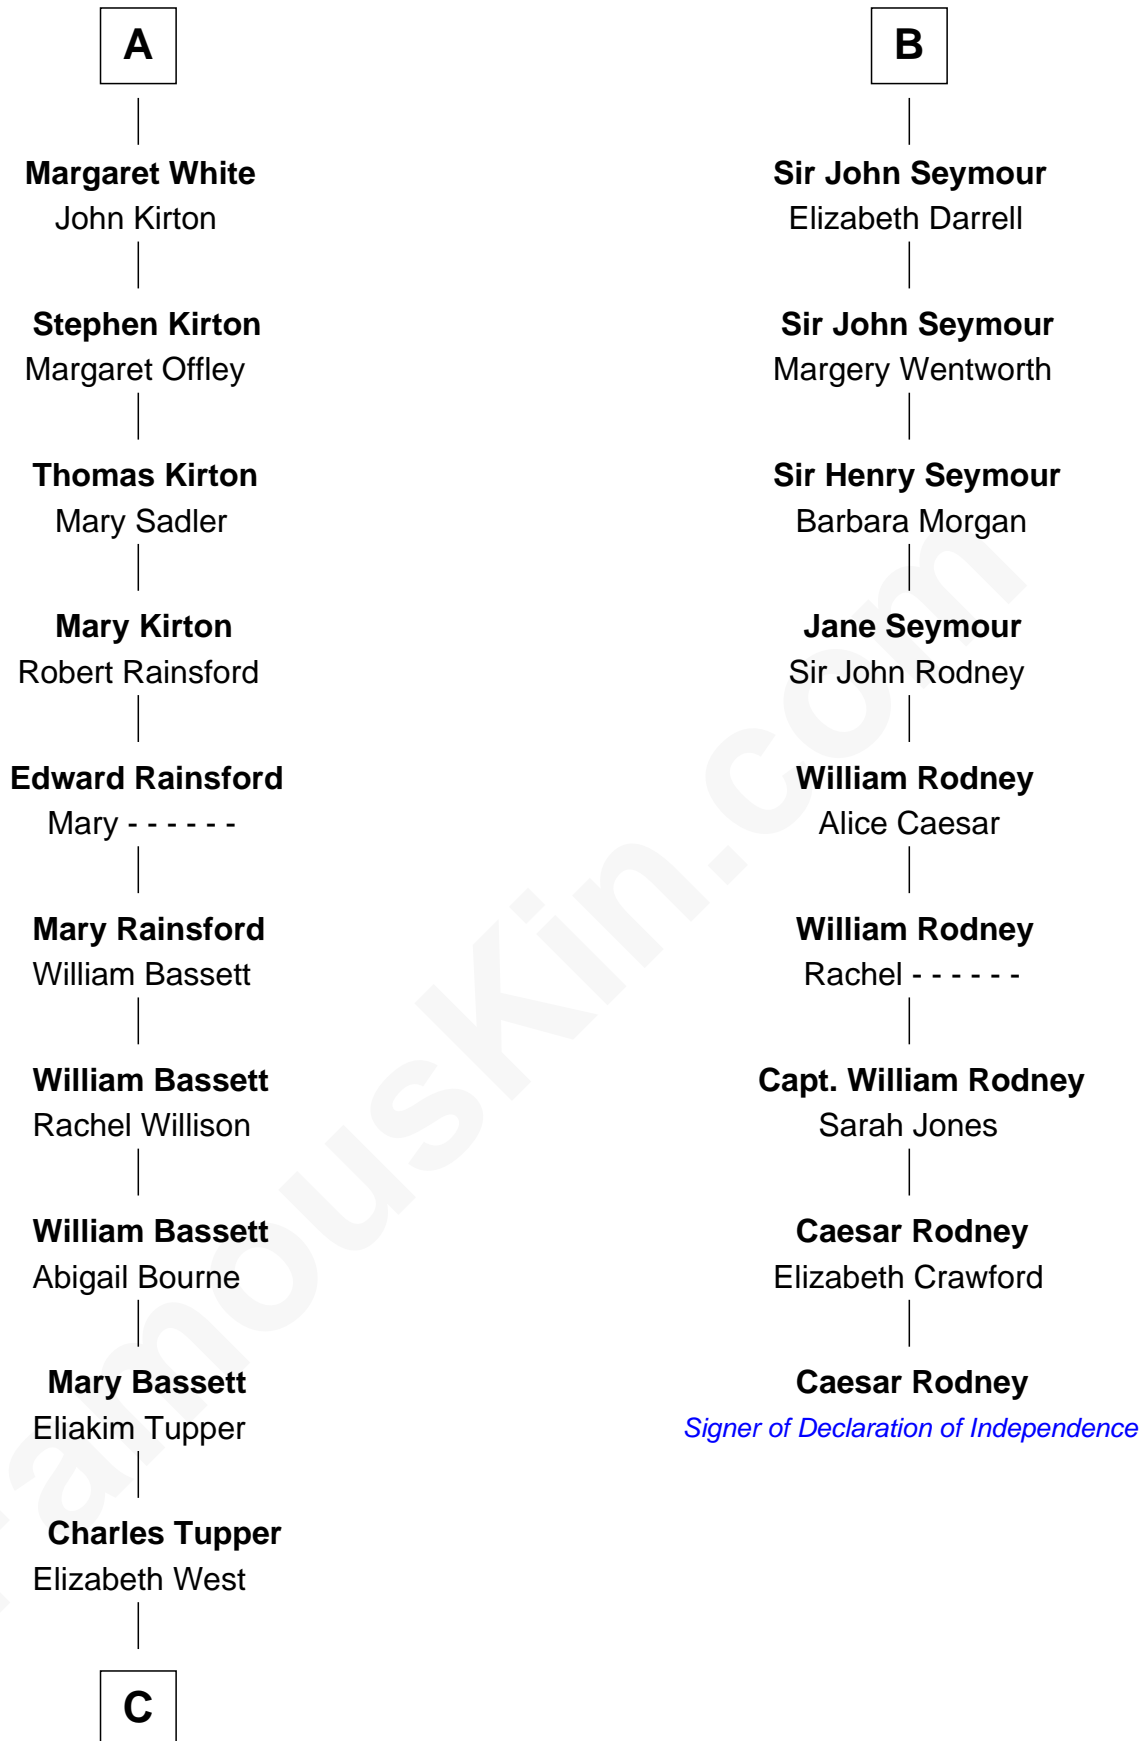 A
Margaret White
John Kirton
Stephen Kirton
Margaret Offley
Thomas Kirton
Mary Sadler
Mary Kirton
Robert Rainsford
Edward Rainsford
Mary - - - - - -
Mary Rainsford
William Bassett
William Bassett
Rachel Willison
William Bassett
Abigail Bourne
Mary Bassett
Eliakim Tupper
Charles Tupper
Elizabeth West
C
B
Sir John Seymour
Elizabeth Darrell
Sir John Seymour
Margery Wentworth
Sir Henry Seymour
Barbara Morgan
Jane Seymour
Sir John Rodney
William Rodney
Alice Caesar
William Rodney
Rachel - - - - - -
Capt. William Rodney
Sarah Jones
Caesar Rodney
Elizabeth Crawford
Caesar Rodney
Signer of Declaration of Independence
FamousKin.com